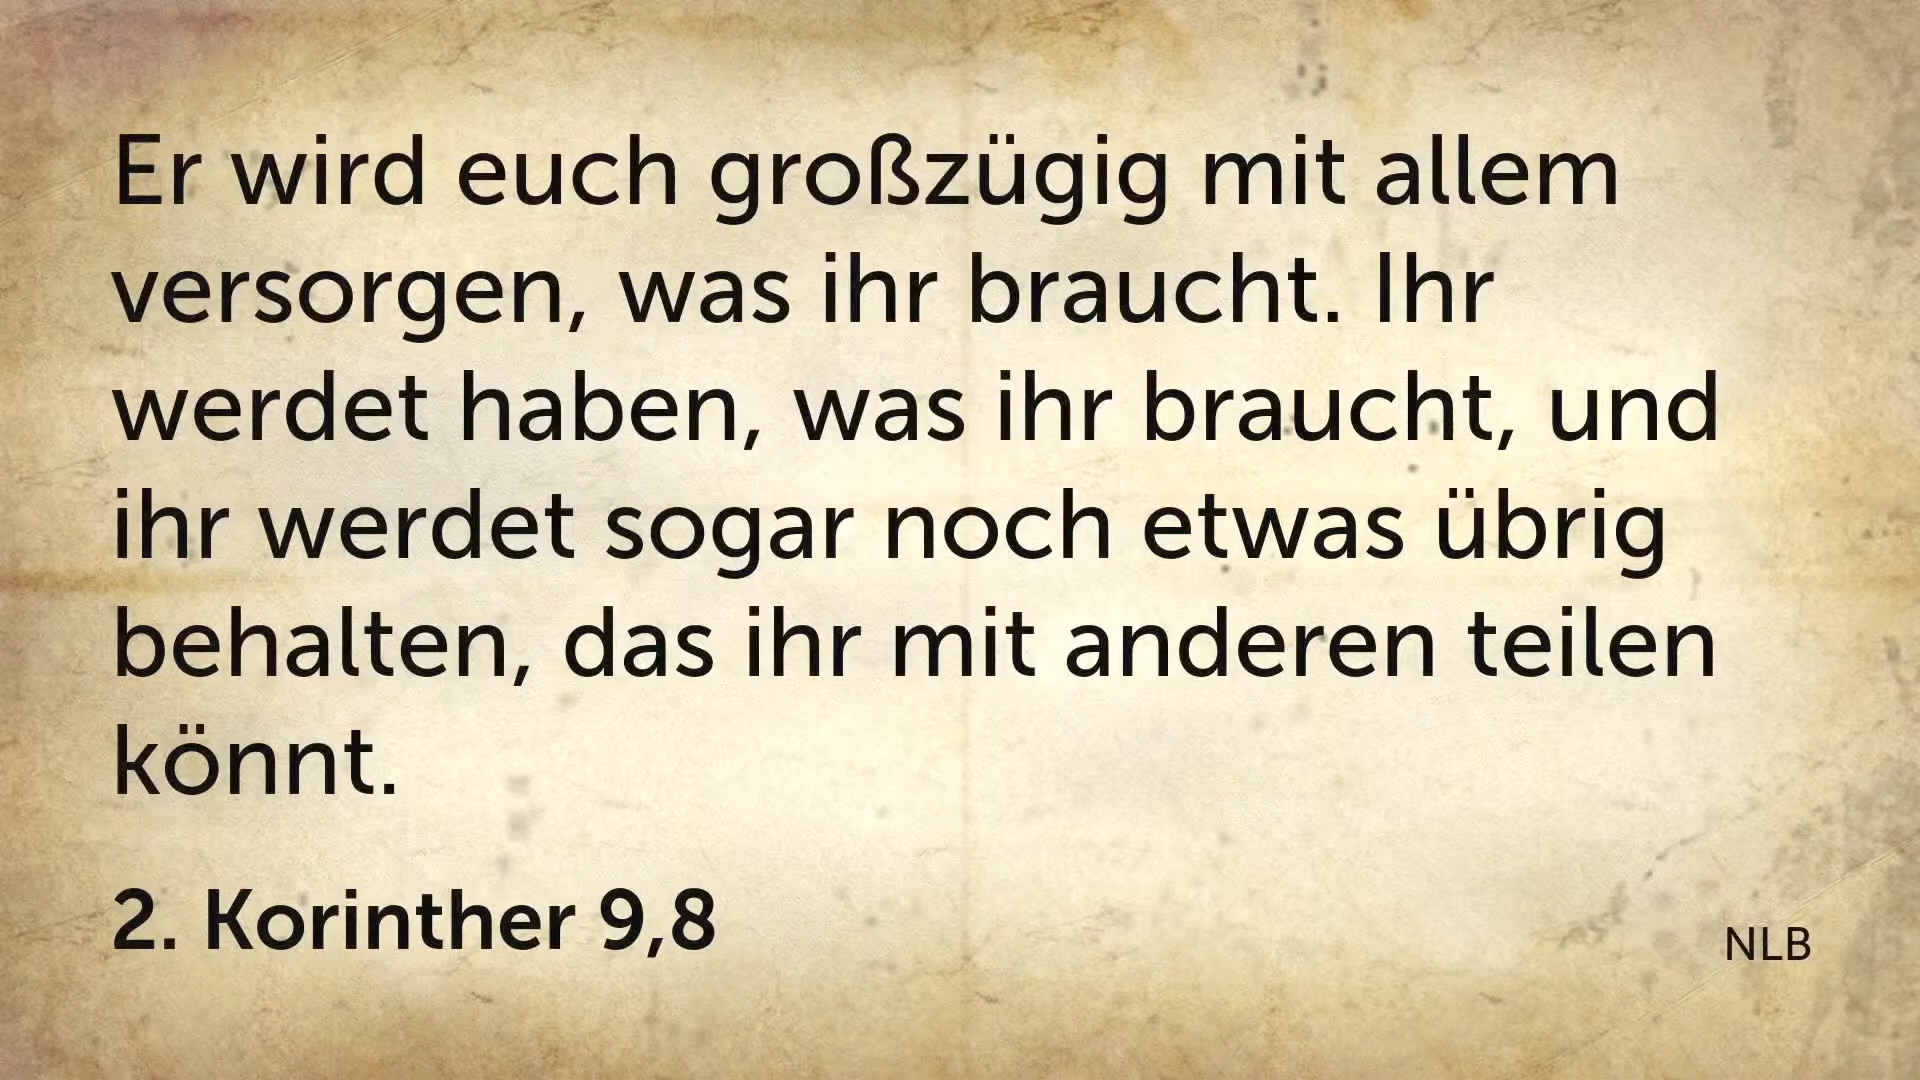 Er wird euch großzügig mit allem
versorgen, was ihr braucht. Ihr
werdet haben, was ihr braucht, und
ihr werdet sogar noch etwas übrig
behalten, das ihr mit anderen teilen
könnt.
2. Korinther 9,8
NLB